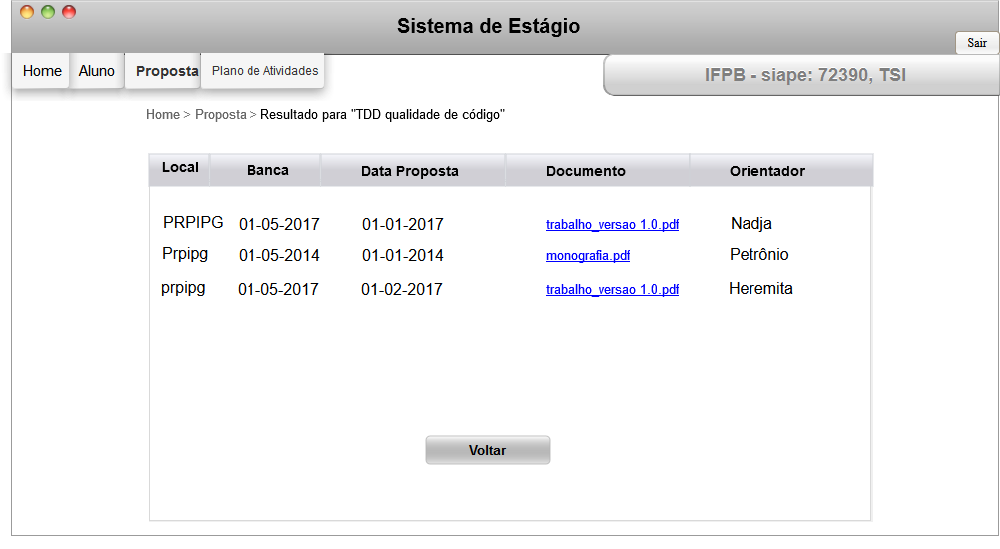 Sistema de Estágio
Sair
Home Aluno Proposta Plano de Atividades
IFPB - siape: 72390, TSI
Home > Proposta > Resultado para "TDD qualidade de código"
Local Banca Data Proposta Documento Orientador
PRPIPG 01-05-2017 01-01-2017 trabalho_versao 1.0.pdf Nadja
Prpipg 01-05-2014 01-01-2014 monografia.pdf Petrônio
prpipg 01-05-2017 01-02-2017 trabalho_versao 1.0.pdf Heremita
Voltar